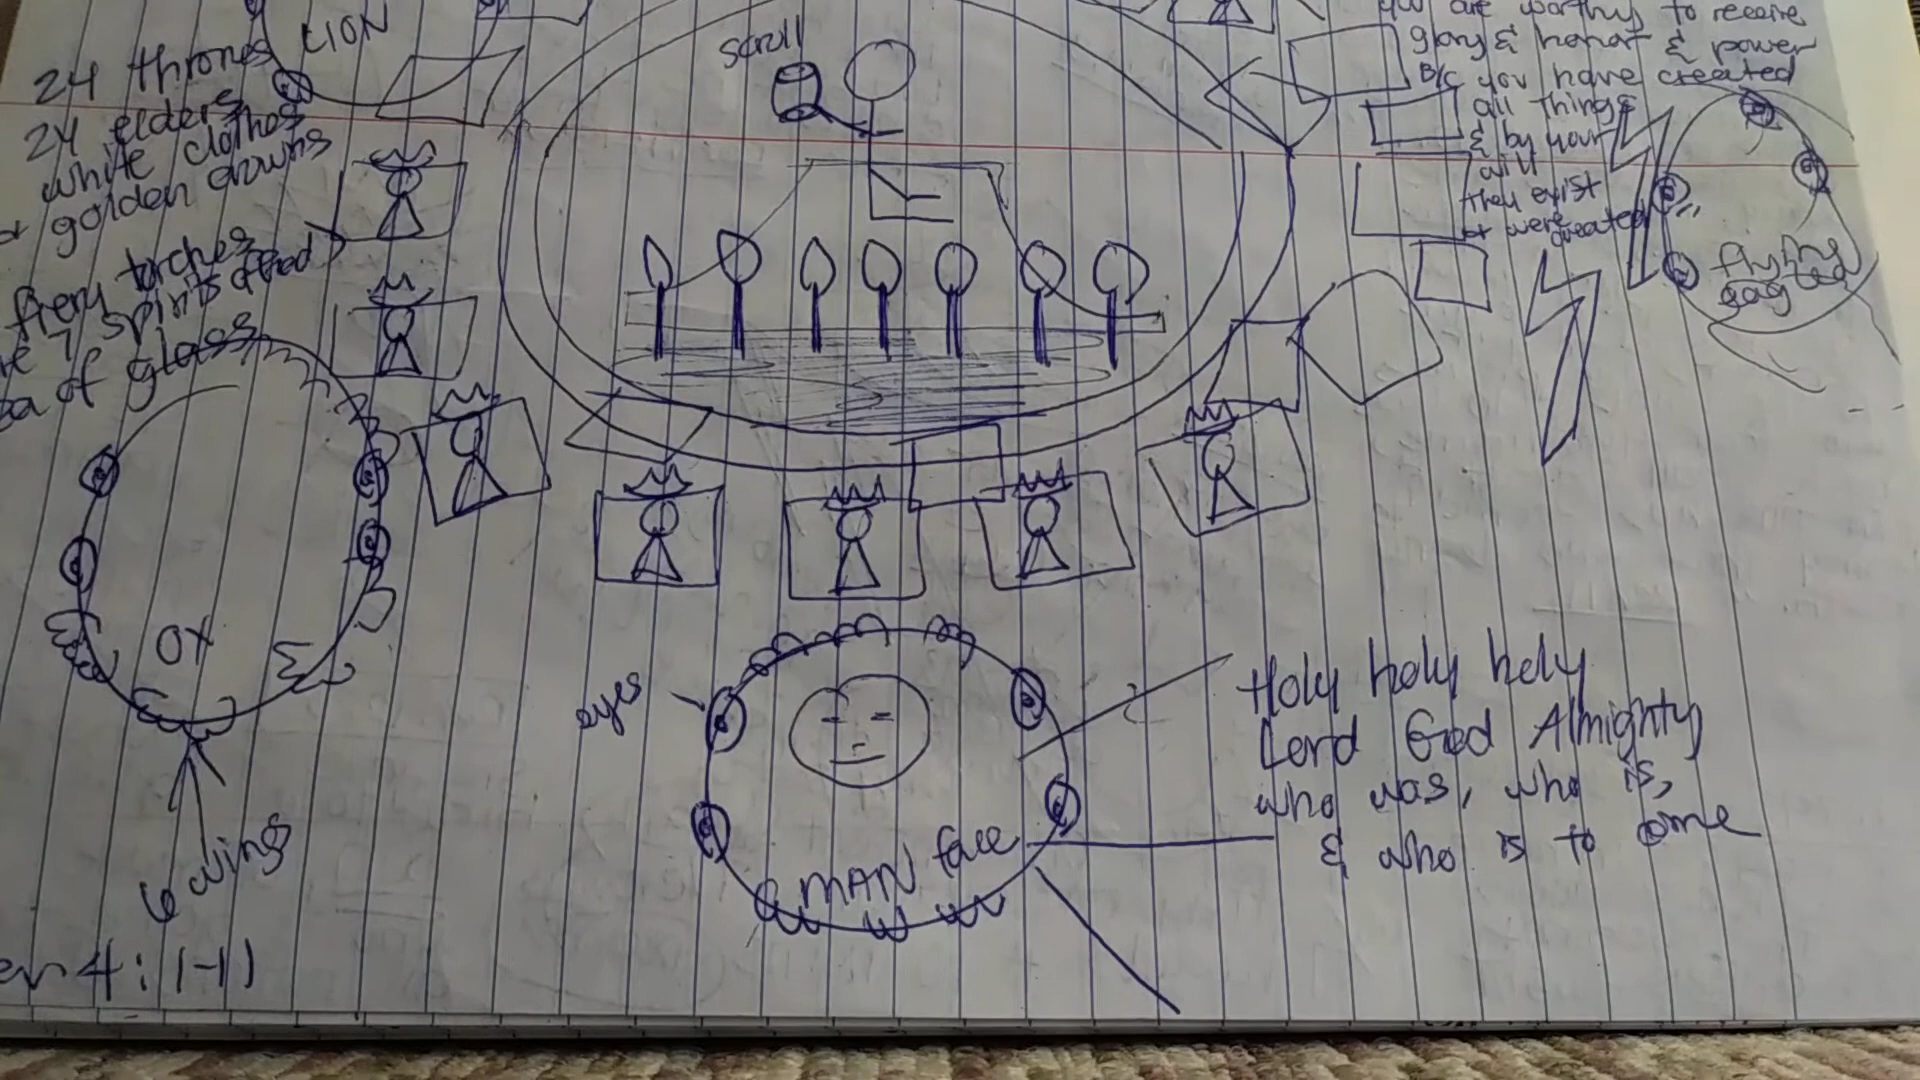 LION
24 thrones
24 elders
white clothes
golden crowns
fiery torches
7 spirits of God
of glass
scroll
you are worthy to receive
glory & honor & power
B/c you have created
all things
& by your
will
they exist
& were
created
flying
eagle
OX
6 wings
eyes
MAN face
Holy holy holy
Lord God Almighty
who was, who is,
& who is to come
4:1-11